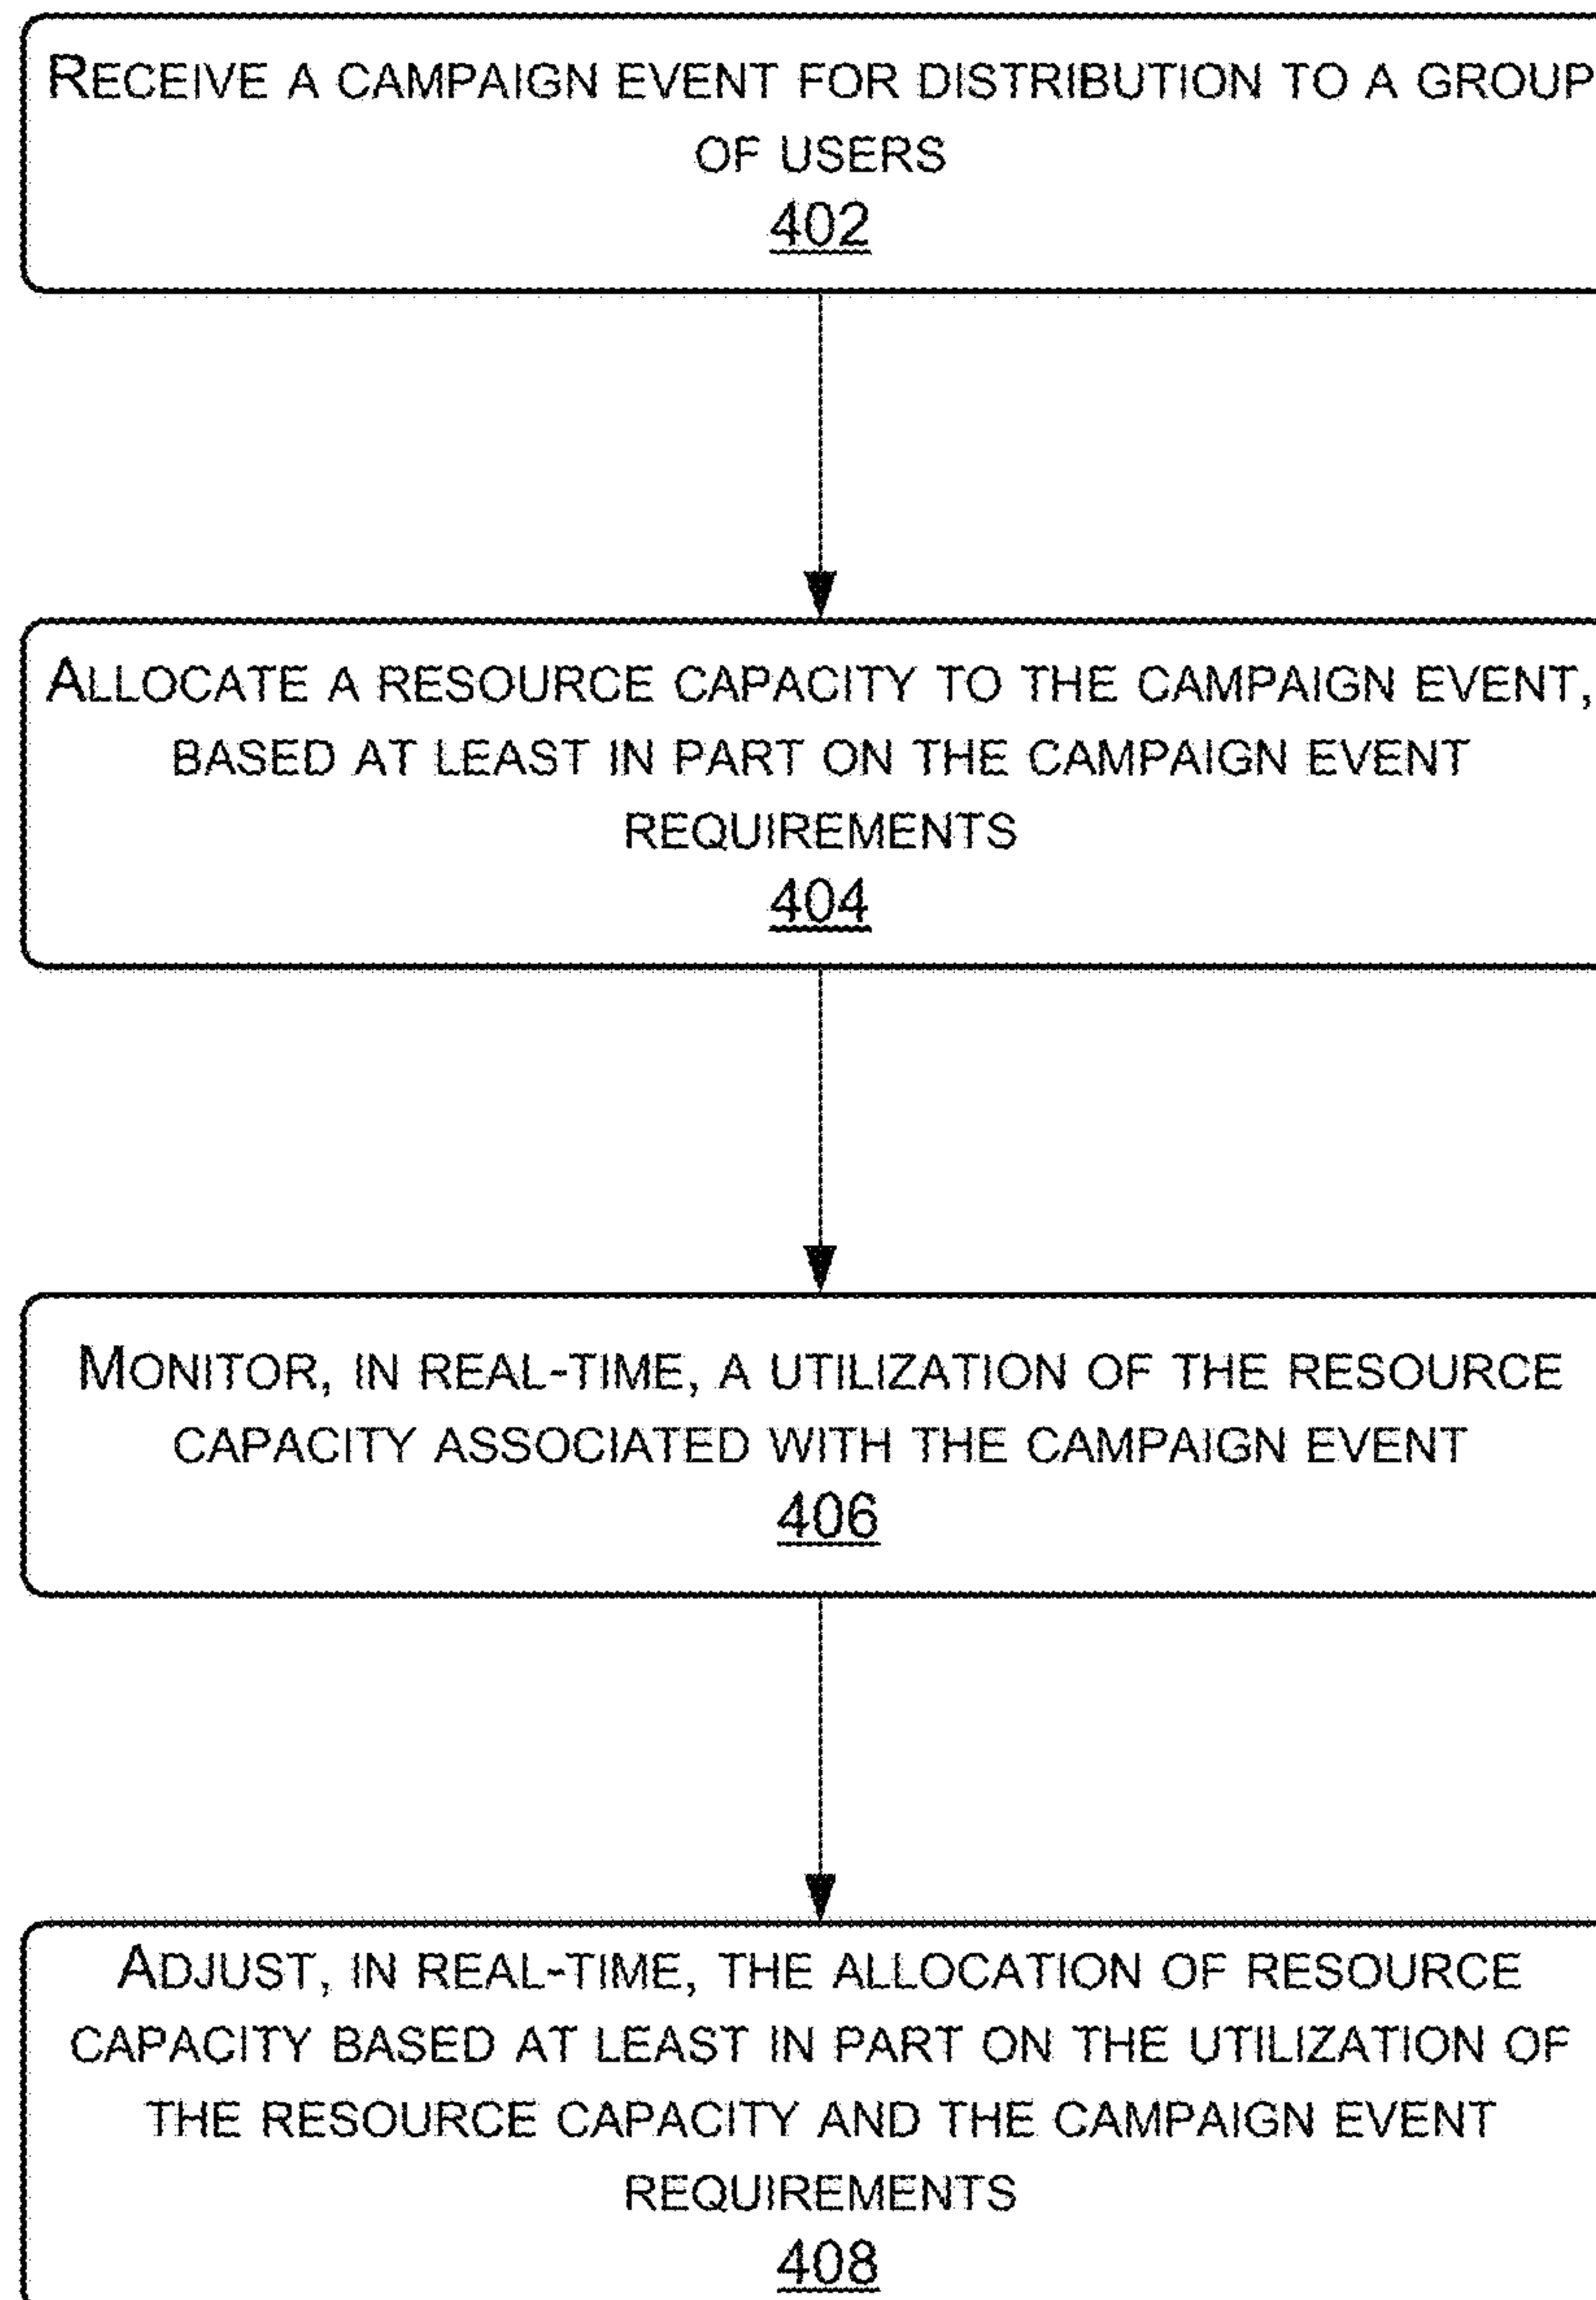 RECEIVE A CAMPAIGN EVENT FOR DISTRIBUTION TO A GROUP
OF USERS
402
ALLOCATE A RESOURCE CAPACITY TO THE CAMPAIGN EVENT,
BASED AT LEAST IN PART ON THE CAMPAIGN EVENT
REQUIREMENTS
404
MONITOR, IN REAL-TIME, A UTILIZATION OF THE RESOURCE
CAPACITY ASSOCIATED WITH THE CAMPAIGN EVENT
406
ADJUST, IN REAL-TIME, THE ALLOCATION OF RESOURCE
CAPACITY BASED AT LEAST IN PART ON THE UTILIZATION OF
THE RESOURCE CAPACITY AND THE CAMPAIGN EVENT
REQUIREMENTS
408